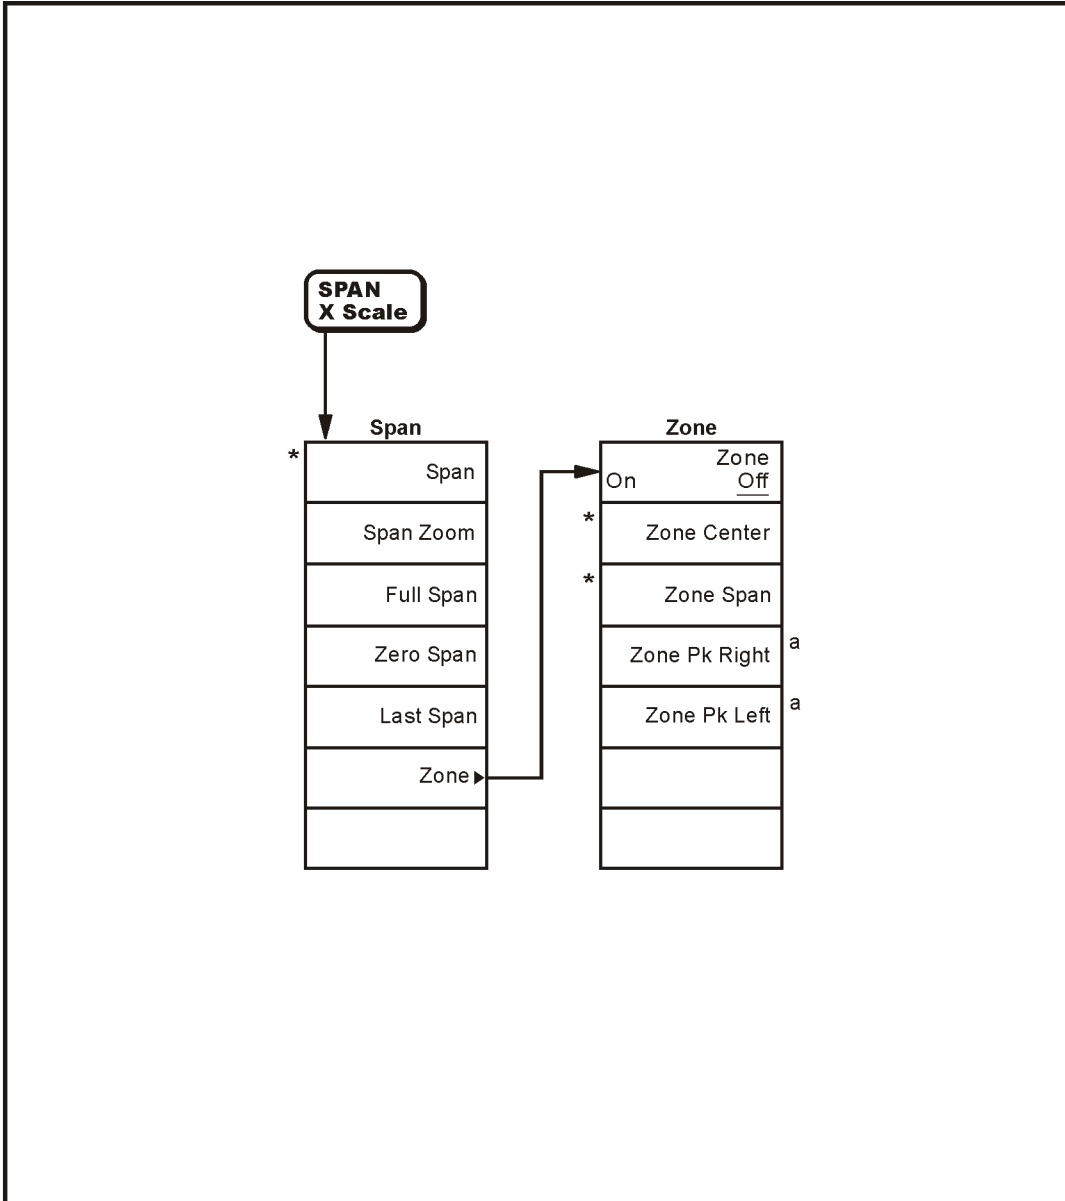 SPAN
X Scale
Span
*
Span
Span Zoom
Full Span
Zero Span
Last Span
Zone
Zone
Zone
On Off
*
Zone Center
*
Zone Span
Zone Pk Right
a
Zone Pk Left
a